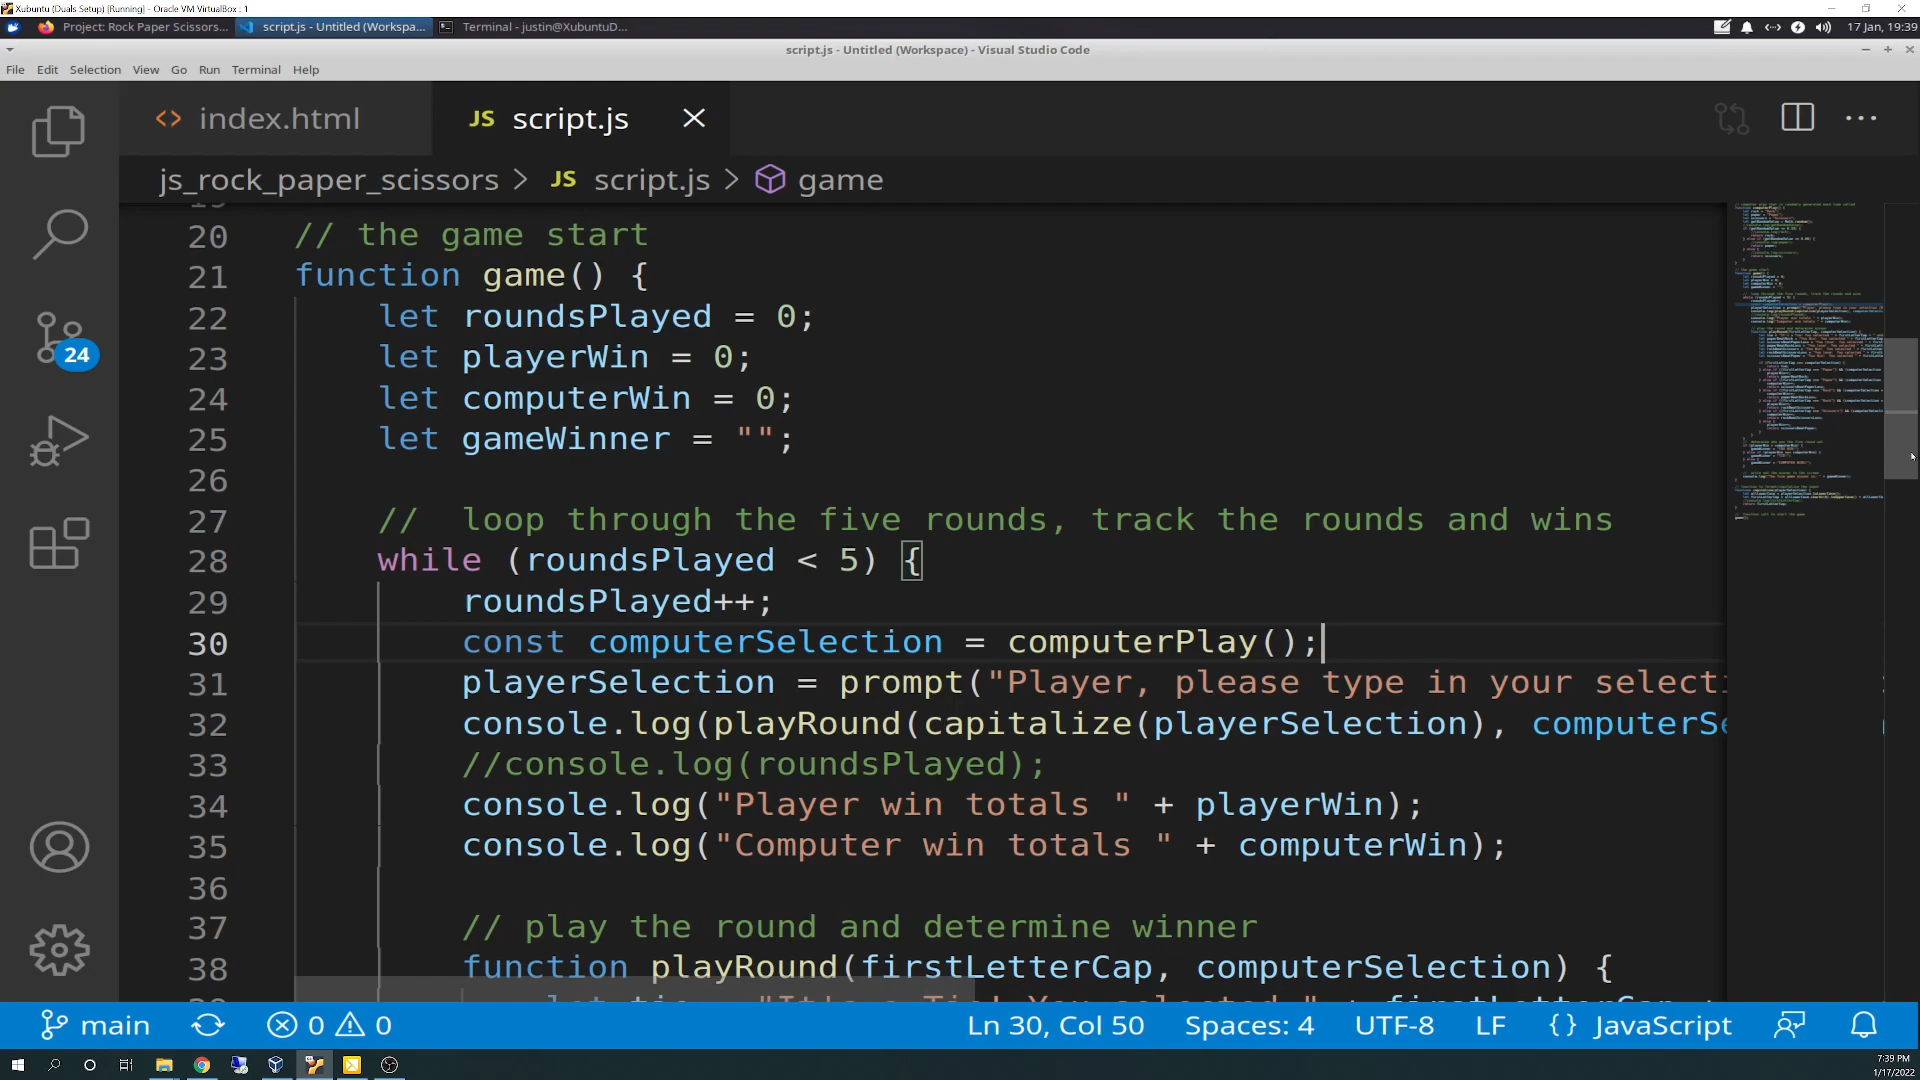 Xubuntu (Duals Setup) [Running] - Oracle VM VirtualBox : 1
Project: Rock Paper Scissors...
script.js - Untitled (Workspa...
Terminal - justin@XubuntuD...
17 Jan, 19:39
script.js - Untitled (Workspace) - Visual Studio Code
File Edit Selection View Go Run Terminal Help
index.html
JS script.js
js_rock_paper_scissors > JS script.js > game
20 // the game start
21 function game() {
22 let roundsPlayed = 0;
23 let playerWin = 0;
24 let computerWin = 0;
25 let gameWinner = "";
26
27 //  loop through the five rounds, track the rounds and wins
28 while (roundsPlayed < 5) {
29 roundsPlayed++;
30 const computerSelection = computerPlay();
31 playerSelection = prompt("Player, please type in your selecti
32 console.log(playRound(capitalize(playerSelection), computerSe
33 //console.log(roundsPlayed);
34 console.log("Player win totals " + playerWin);
35 console.log("Computer win totals " + computerWin);
36
37 // play the round and determine winner
38 function playRound(firstLetterCap, computerSelection) {
24
main
0 0
Ln 30, Col 50
Spaces: 4
UTF-8
LF
{ } JavaScript
7:39 PM
1/17/2022